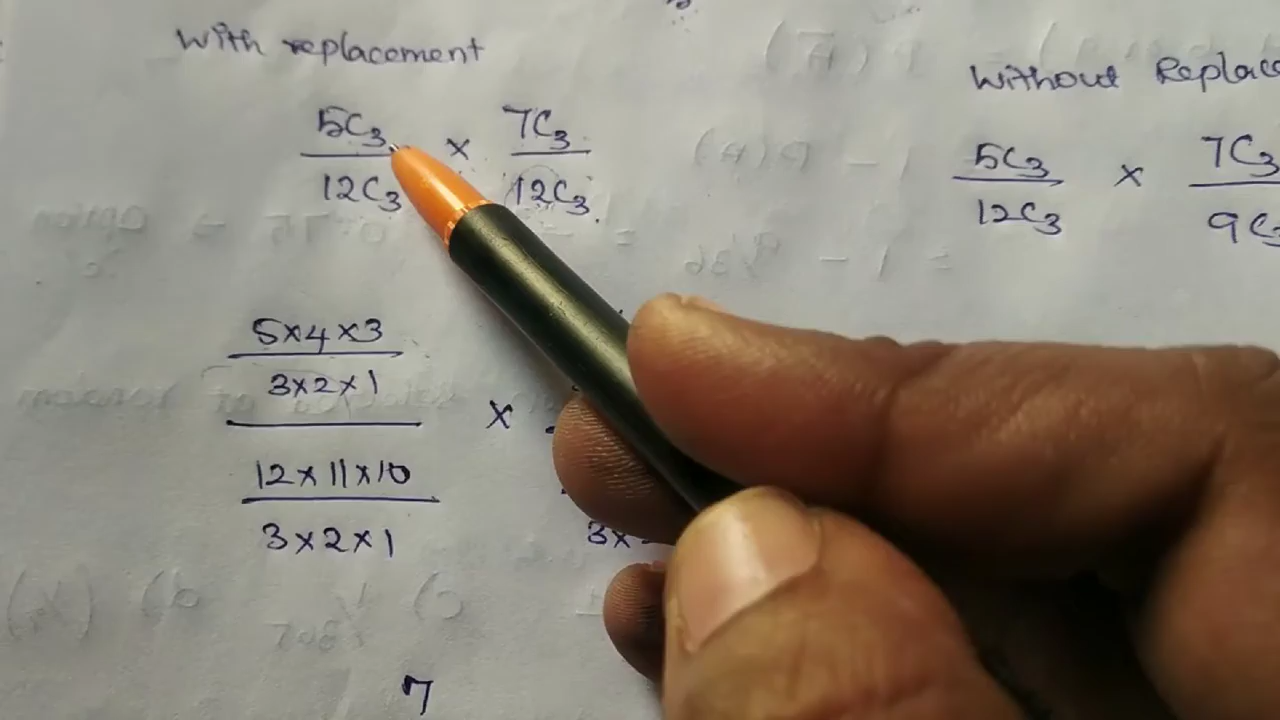 With replacement
5C3 × 7C3
12C3 12C3.
5×4×3
3×2×1
×
12×11×10
3×2×1
3×
7
Without Replace
5C3 × 7C3
12C3 9C3